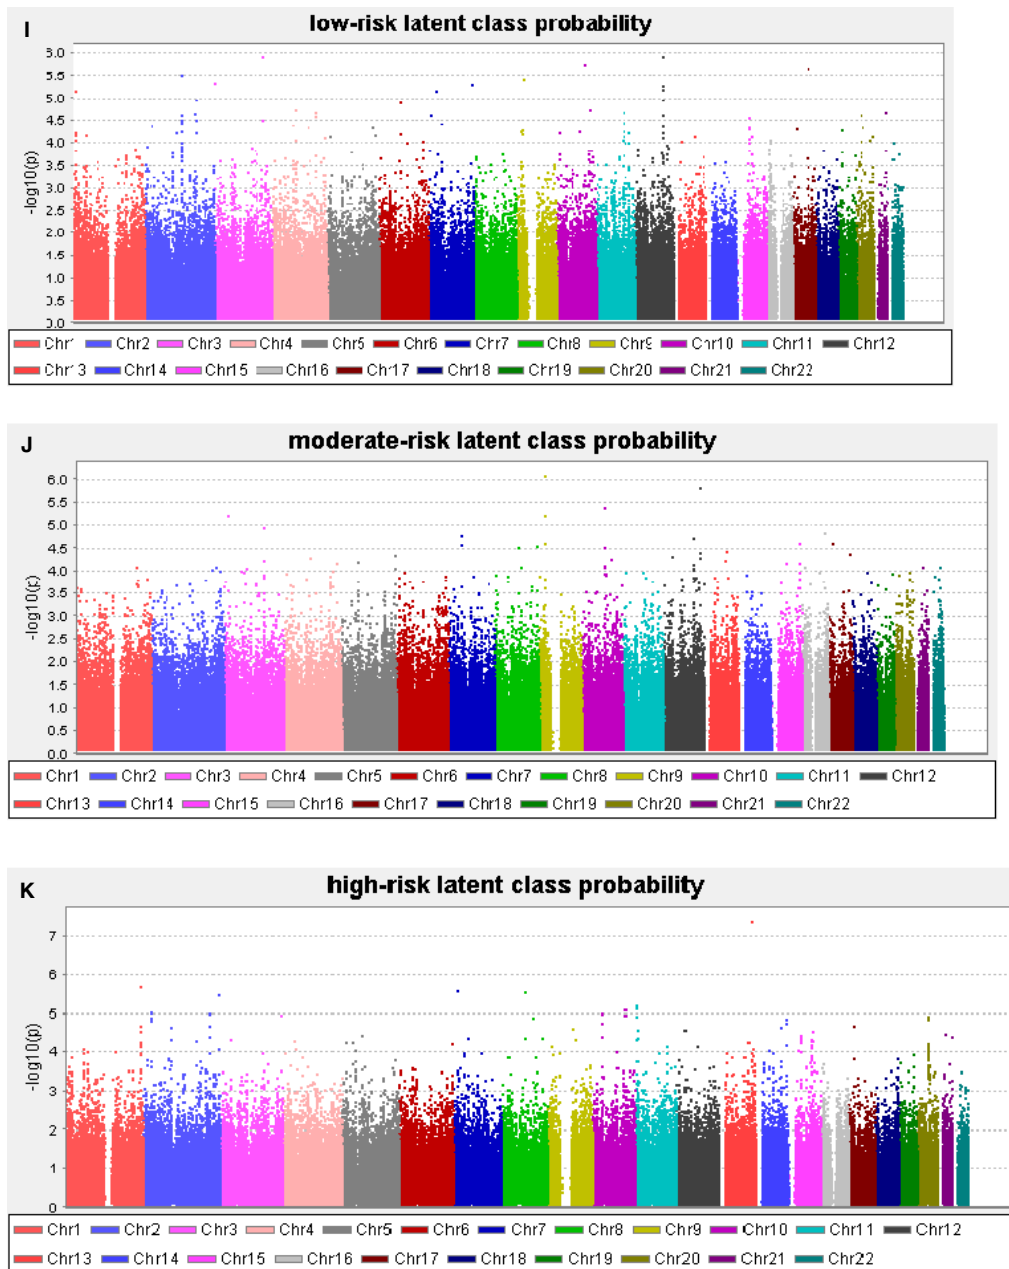 I
low-risk latent class probability
6.0
5.5
5.0
4.5
4.0
3.5
3.0
2.5
2.0
1.5
1.0
0.5
0.0
-log10(p)
Chr1 Chr2 Chr3 Chr4 Chr5 Chr6 Chr7 Chr8 Chr9 Chr10 Chr11 Chr12
Chr13 Chr14 Chr15 Chr16 Chr17 Chr18 Chr19 Chr20 Chr21 Chr22
J
moderate-risk latent class probability
6.0
5.5
5.0
4.5
4.0
3.5
3.0
2.5
2.0
1.5
1.0
0.5
0.0
-log10(p)
Chr1 Chr2 Chr3 Chr4 Chr5 Chr6 Chr7 Chr8 Chr9 Chr10 Chr11 Chr12
Chr13 Chr14 Chr15 Chr16 Chr17 Chr18 Chr19 Chr20 Chr21 Chr22
K
high-risk latent class probability
7
6
5
4
3
2
1
0
-log10(p)
Chr1 Chr2 Chr3 Chr4 Chr5 Chr6 Chr7 Chr8 Chr9 Chr10 Chr11 Chr12
Chr13 Chr14 Chr15 Chr16 Chr17 Chr18 Chr19 Chr20 Chr21 Chr22